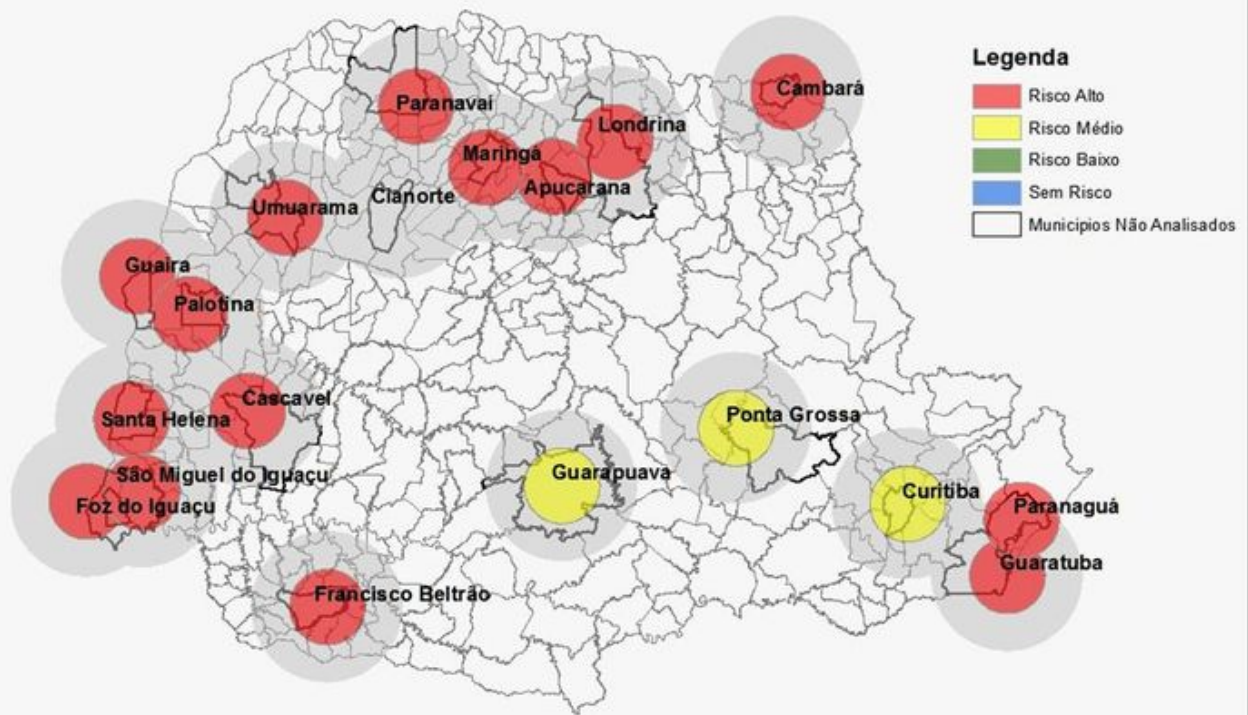 Legenda
Risco Alto
Risco Médio
Risco Baixo
Sem Risco
Municipios Não Analisados
Cambará
Paranavaí
Londrina
Maringá
Apucarana
Cianorte
Umuarama
Guaira
Palotina
Cascavel
Santa Helena
São Miguel do Iguaçu
Foz do Iguaçu
Ponta Grossa
Guarapuava
Curitiba
Paranaguá
Guaratuba
Francisco Beltrão